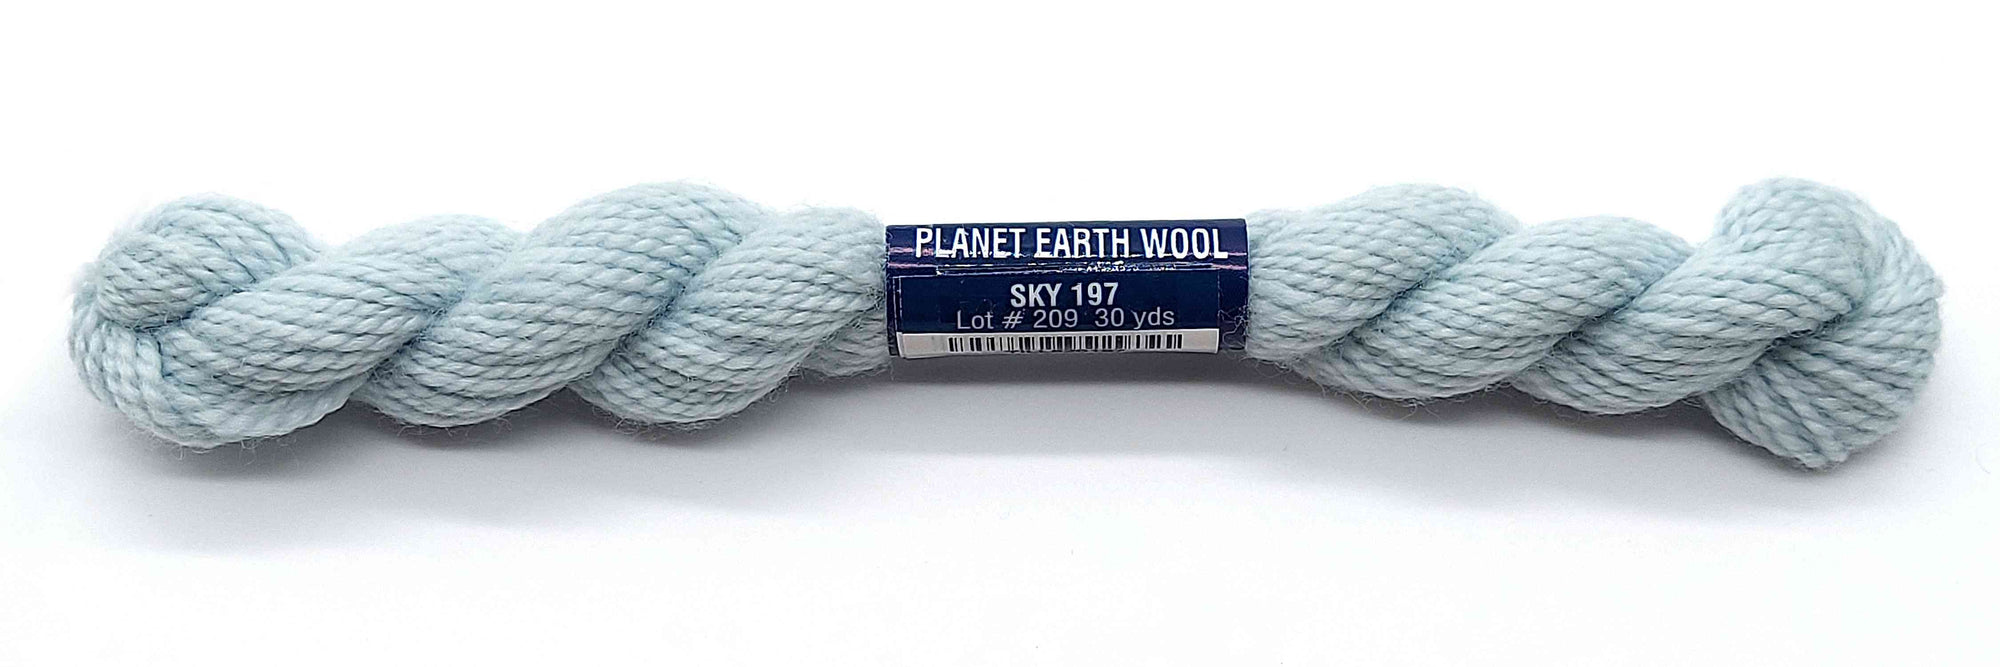 PLANET EARTH WOOL
SKY 197
Lot # 209 30 yds